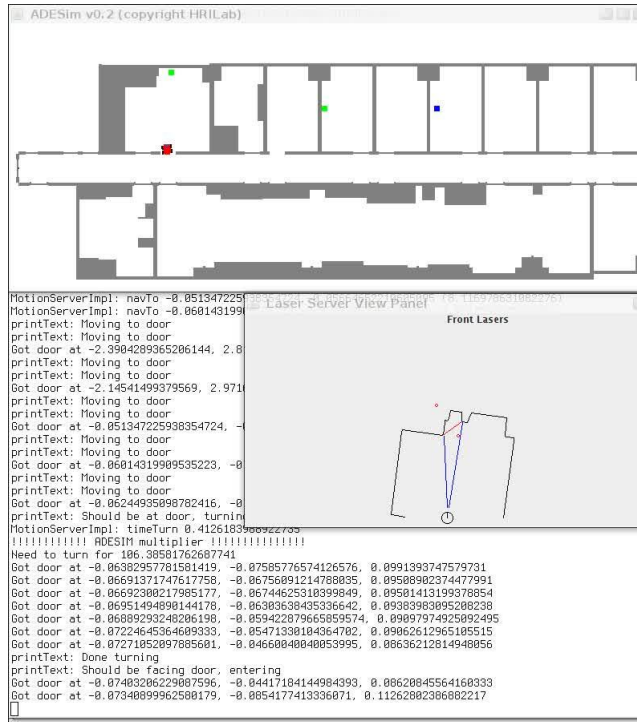 ADESim v0.2 (copyright HRILab)
MotionServerImpl: navTo
MotionServerImpl: navTo -0.0601431990
printText: Moving to door
printText: Moving to door
Got door at -2.3904289365206144, 2.8
printText: Moving to door
printText: Moving to door
Got door at -2.14541499379569, 2.9710
printText: Moving to door
printText: Moving to door
Got door at -0.051347225938354724, -0
printText: Moving to door
printText: Moving to door
Got door at -0.06014319909535223, -0
printText: Moving to door
printText: Moving to door
Got door at -0.06244935098782416, -0
printText: Should be at door, turning
MotionServerImpl: timeTurn 0.4126183988922735
Laser Server View Panel
Front Lasers
!!!!!!!!!!!! ADESIM multiplier !!!!!!!!!!!!!!!
Need to turn for 106.38581762687741
Got door at -0.06382957781581419, -0.07585776574126576, 0.0991393747579731
Got door at -0.06691371747617758, -0.06756091214788035, 0.09508902374477991
Got door at -0.06692300217985177, -0.06744625310399849, 0.09501413199378854
Got door at -0.06951494890144178, -0.06303638435336642, 0.09383983095208238
Got door at -0.06889293248206198, -0.059422879665859574, 0.09097974925092495
Got door at -0.07224645364609333, -0.05471330104364702, 0.09062612965105515
Got door at -0.07271052097885601, -0.04660040040053995, 0.08636212814948056
printText: Done turning
printText: Should be facing door, entering
Got door at -0.07403206229087596, -0.04417184144984393, 0.08620845564160333
Got door at -0.07340899962580179, -0.0854177413336071, 0.11262802386882217